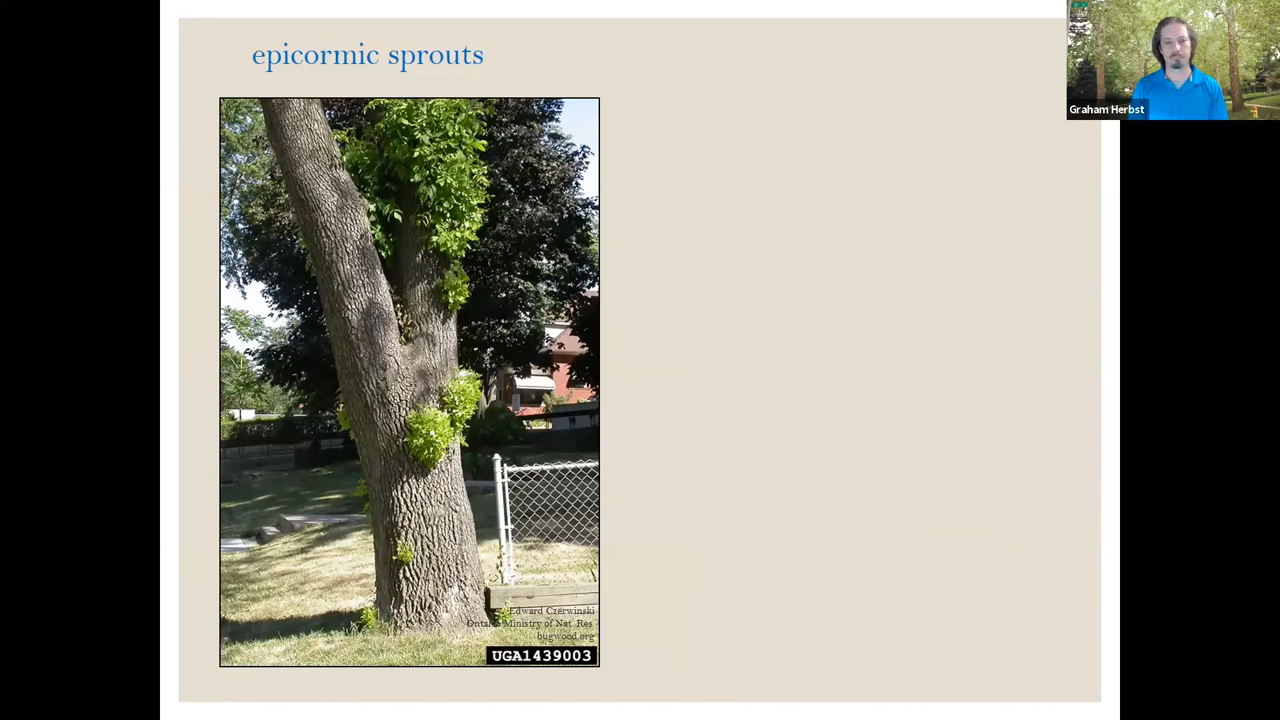 epicormic sprouts
Graham Herbst
Edward Czerwinski
Ontario Ministry of Nat. Res.
bugwood.org
UGA1439003